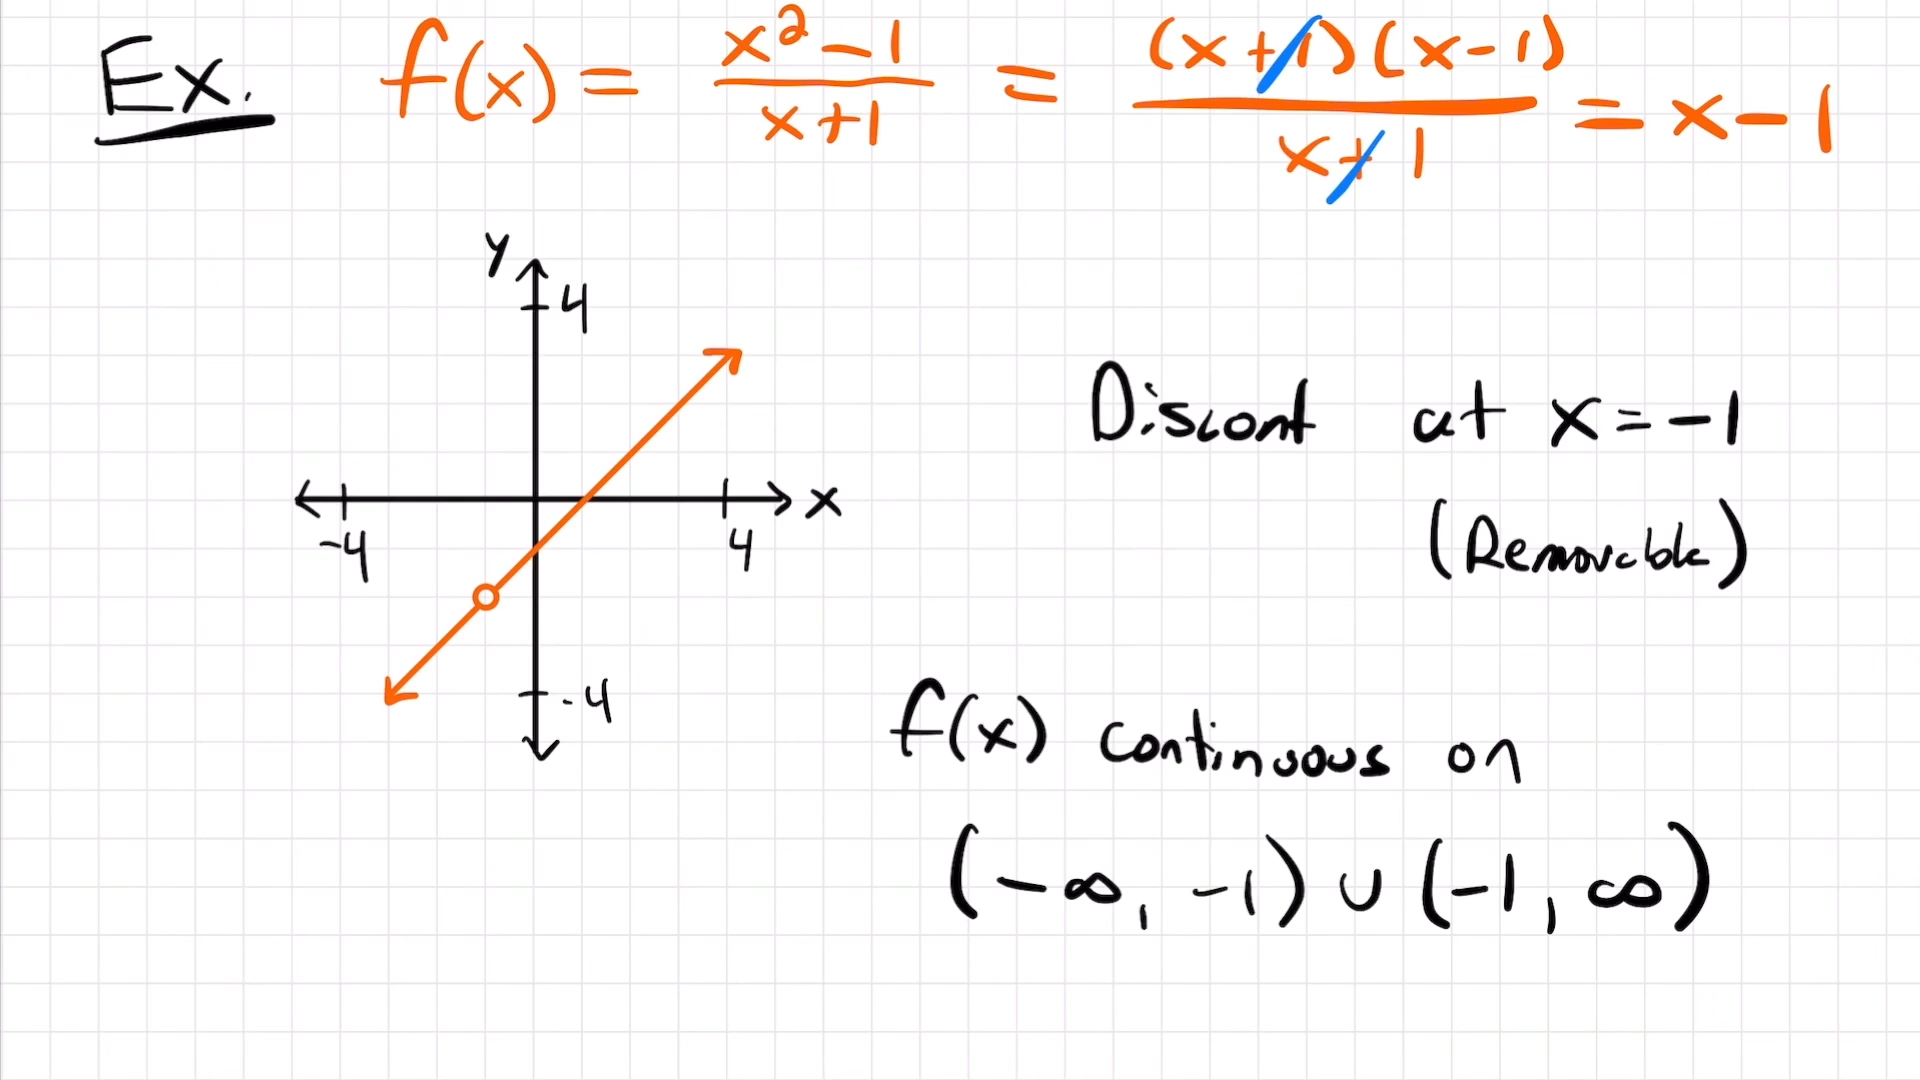 Ex. f(x) = x²-1 / x+1 = (x+1)(x-1) / x+1 = x-1
y
4
-4 4 x
-4
Discont at x=-1
(Removable)
f(x) continuous on
(-∞, -1) ∪ (-1, ∞)